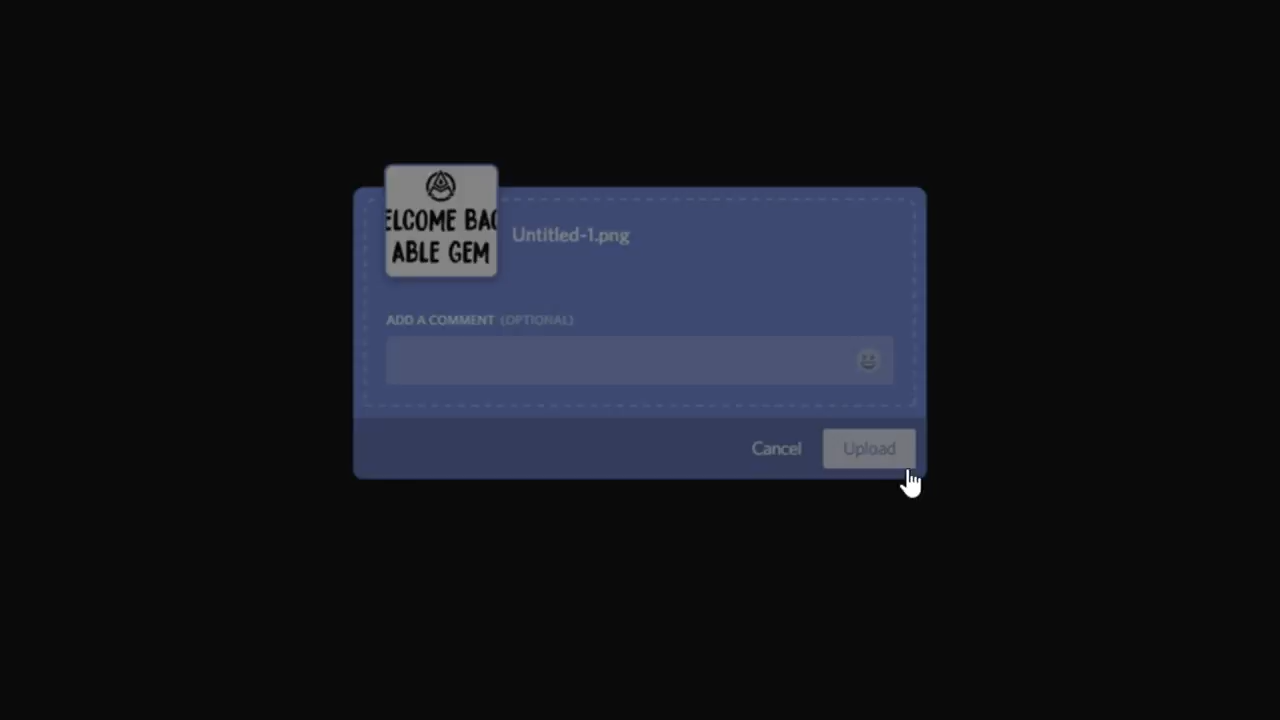 ELCOME BAC
ABLE GEM
Untitled-1.png
ADD A COMMENT (OPTIONAL)
Cancel
Upload